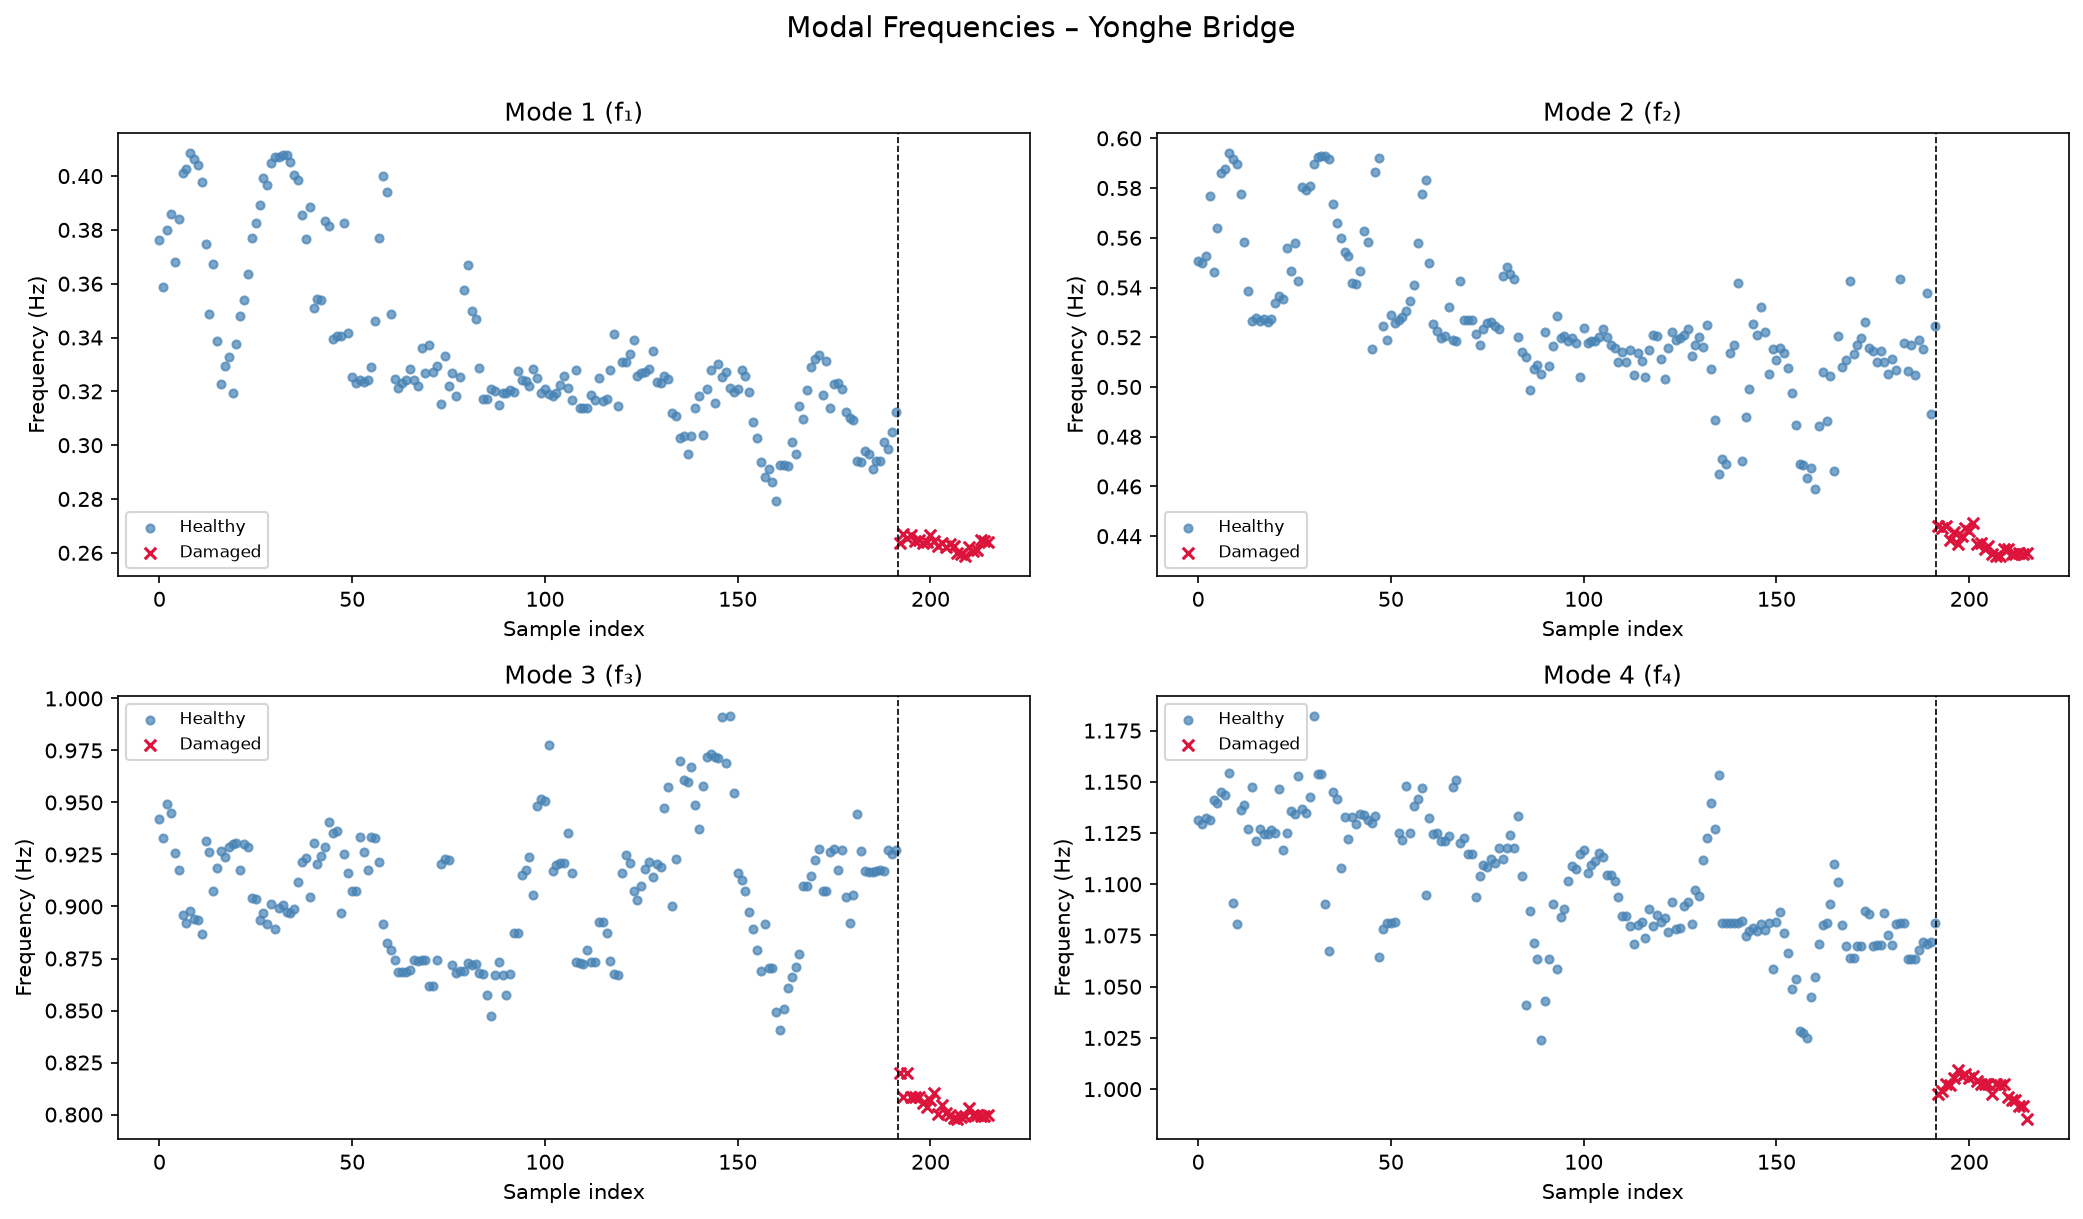 Modal Frequencies – Yonghe Bridge
Mode 1 (f₁)
Frequency (Hz)
0.40
0.38
0.36
0.34
0.32
0.30
0.28
0.26
Healthy
Damaged
0 50 100 150 200
Sample index
Mode 2 (f₂)
Frequency (Hz)
0.60
0.58
0.56
0.54
0.52
0.50
0.48
0.46
0.44
Healthy
Damaged
0 50 100 150 200
Sample index
Mode 3 (f₃)
Frequency (Hz)
1.000
0.975
0.950
0.925
0.900
0.875
0.850
0.825
0.800
Healthy
Damaged
0 50 100 150 200
Sample index
Mode 4 (f₄)
Frequency (Hz)
1.175
1.150
1.125
1.100
1.075
1.050
1.025
1.000
Healthy
Damaged
0 50 100 150 200
Sample index